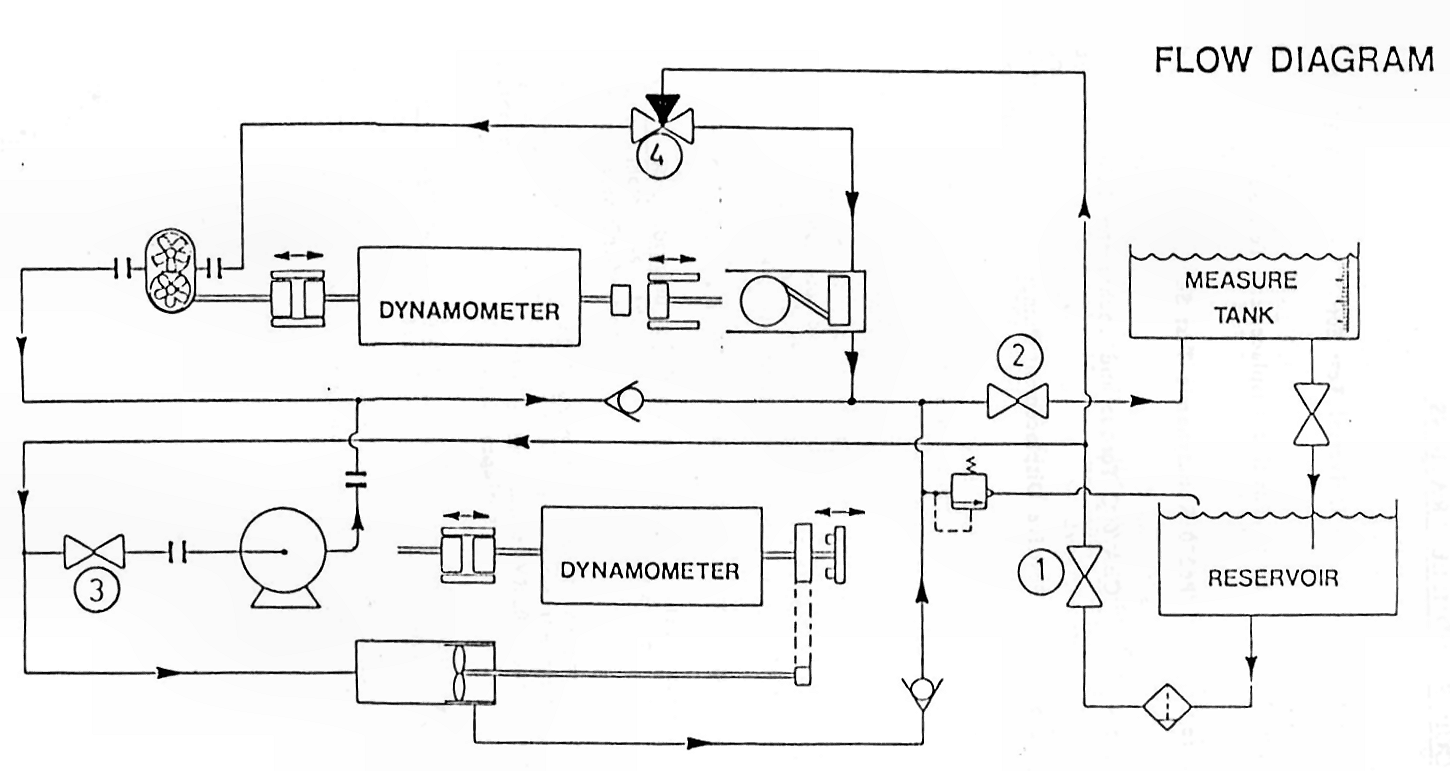 FLOW DIAGRAM
4
DYNAMOMETER
MEASURE
TANK
2
3
DYNAMOMETER
1
RESERVOIR